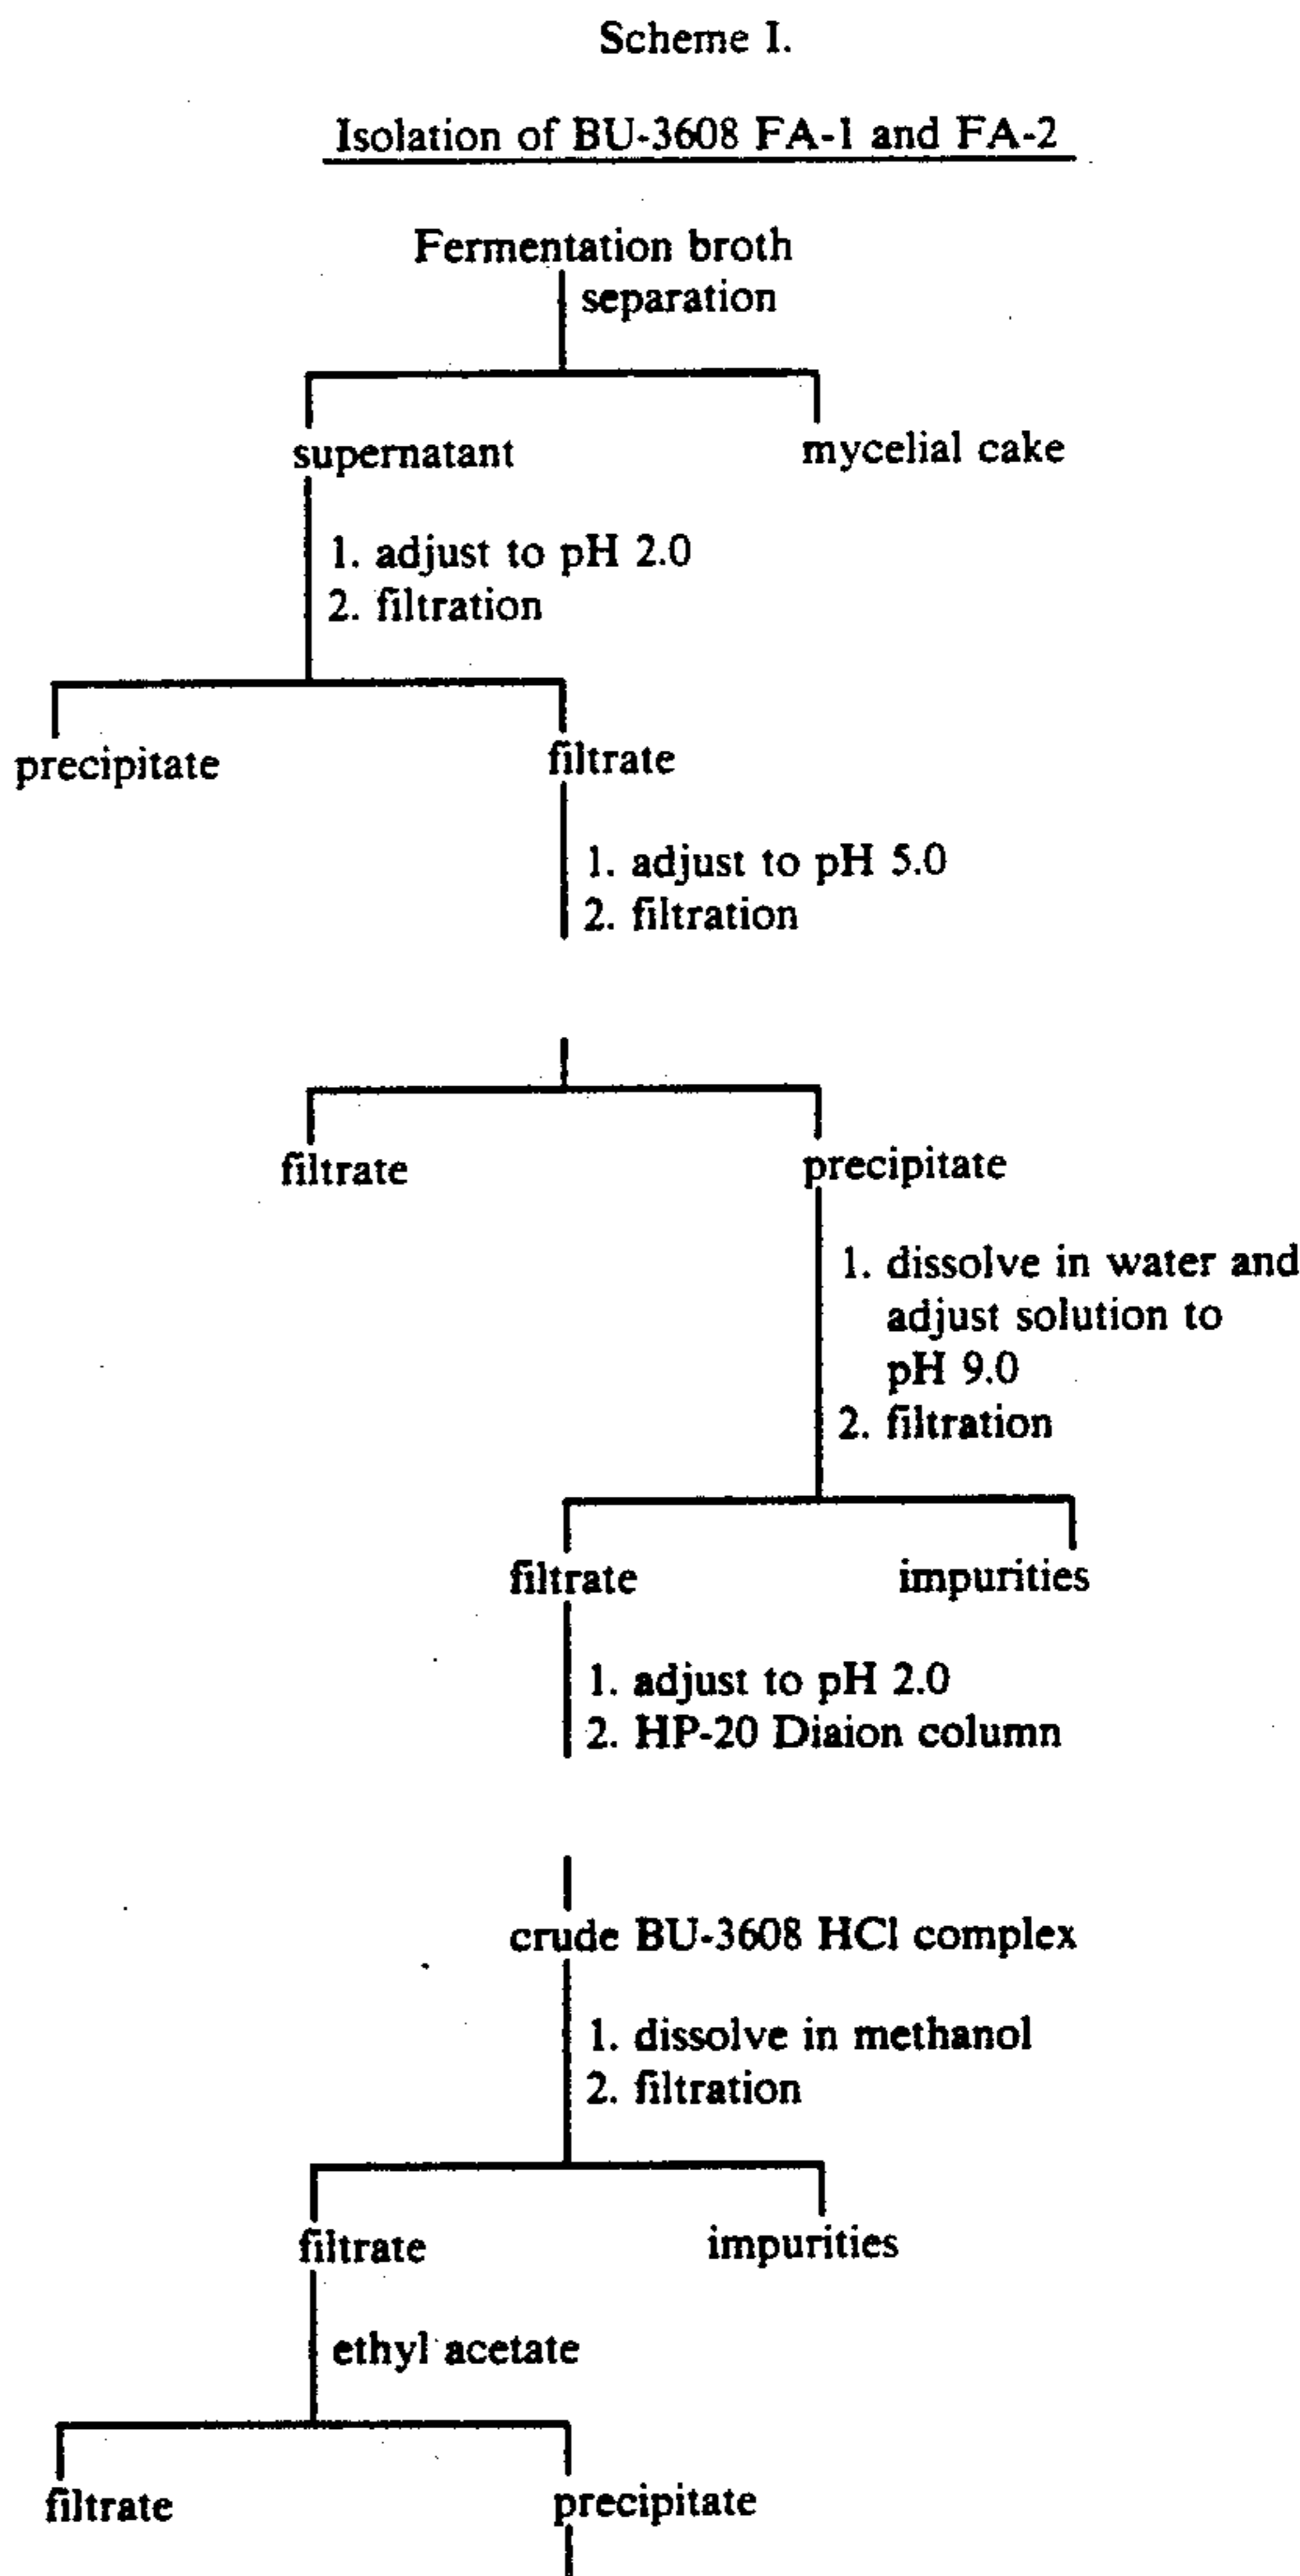 Scheme I.
Isolation of BU-3608 FA-1 and FA-2
Fermentation broth
separation
supernatant
mycelial cake
1. adjust to pH 2.0
2. filtration
precipitate
filtrate
1. adjust to pH 5.0
2. filtration
filtrate
precipitate
1. dissolve in water and
adjust solution to
pH 9.0
2. filtration
filtrate
impurities
1. adjust to pH 2.0
2. HP-20 Diaion column
crude BU-3608 HCl complex
1. dissolve in methanol
2. filtration
filtrate
impurities
ethyl acetate
filtrate
precipitate